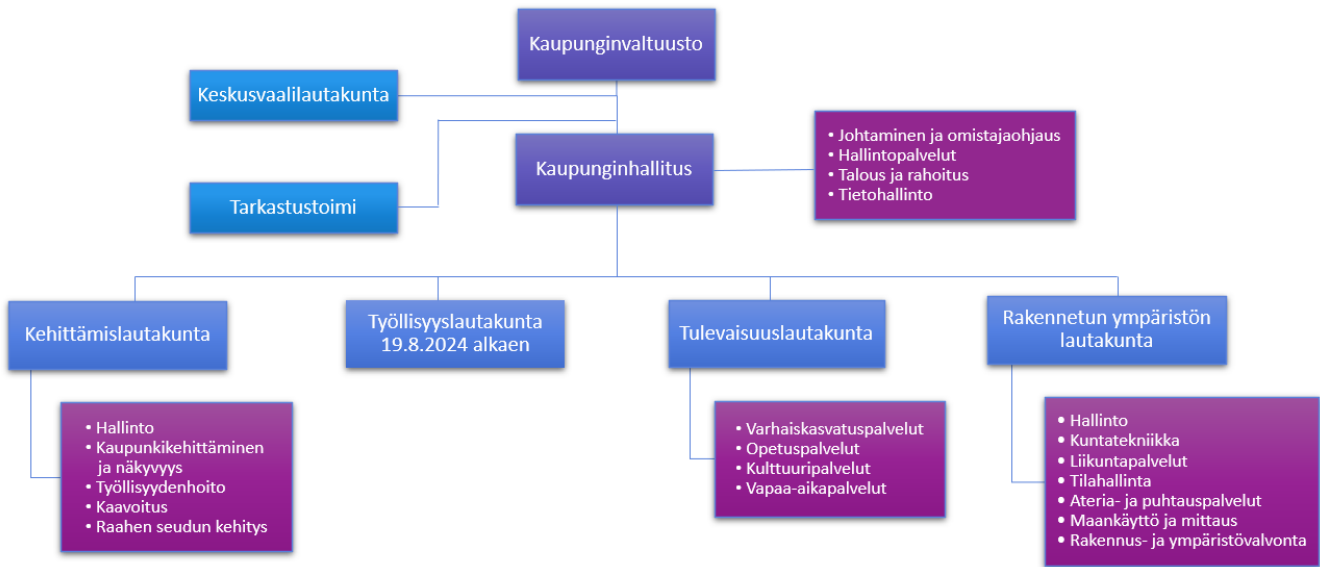 Kaupunginvaltuusto
Keskusvaalilautakunta
Kaupunginhallitus
• Johtaminen ja omistajaohjaus
• Hallintopalvelut
• Talous ja rahoitus
• Tietohallinto
Tarkastustoimi
Kehittämislautakunta
Työllisyyslautakunta
19.8.2024 alkaen
Tulevaisuuslautakunta
Rakennetun ympäristön
lautakunta
• Hallinto
• Kaupunkikehittäminen
ja näkyvyys
• Työllisyydenhoito
• Kaavoitus
• Raahen seudun kehitys
• Varhaiskasvatuspalvelut
• Opetuspalvelut
• Kulttuuripalvelut
• Vapaa-aikapalvelut
• Hallinto
• Kuntatekniikka
• Liikuntapalvelut
• Tilahallinta
• Ateria- ja puhtauspalvelut
• Maankäyttö ja mittaus
• Rakennus- ja ympäristövalvonta